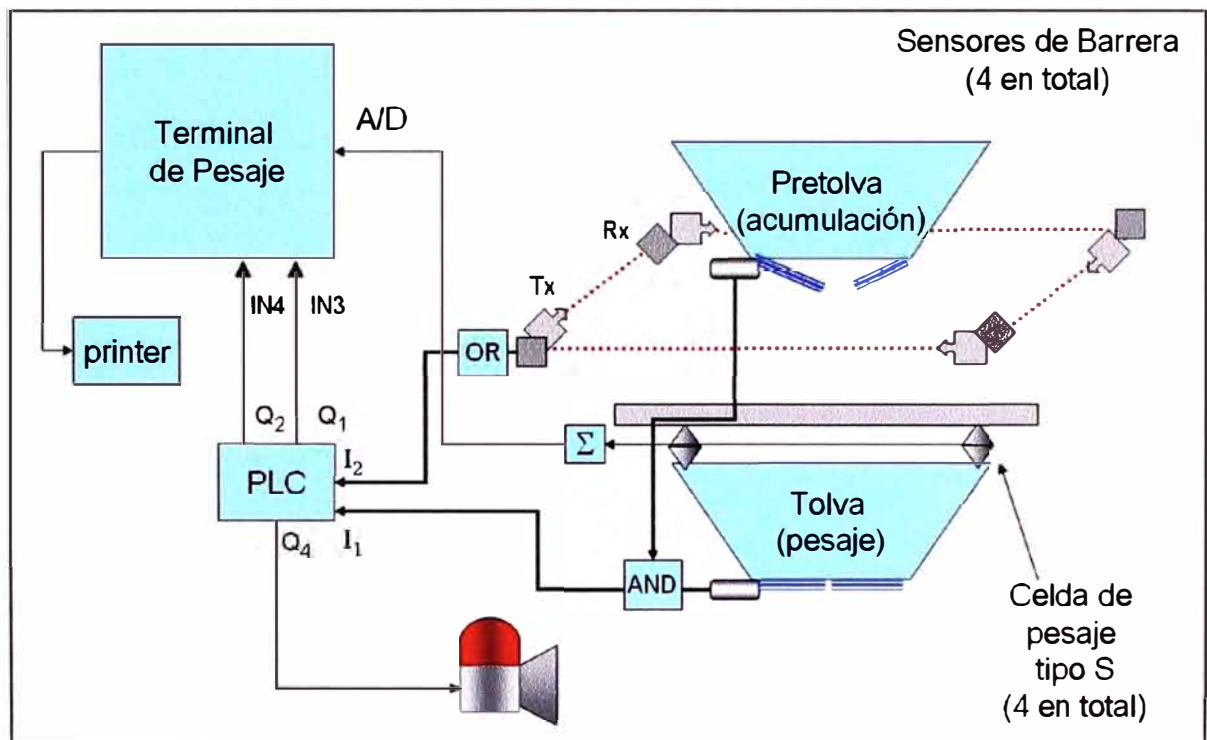 Sensores de Barrera
(4 en total)
Terminal
de Pesaje
A/D
Pretolva
(acumulación)
Rx
Tx
IN4
IN3
printer
OR
Q2
Q1
Σ
I2
PLC
Tolva
(pesaje)
Q4
I1
AND
Celda de
pesaje
tipo S
(4 en total)